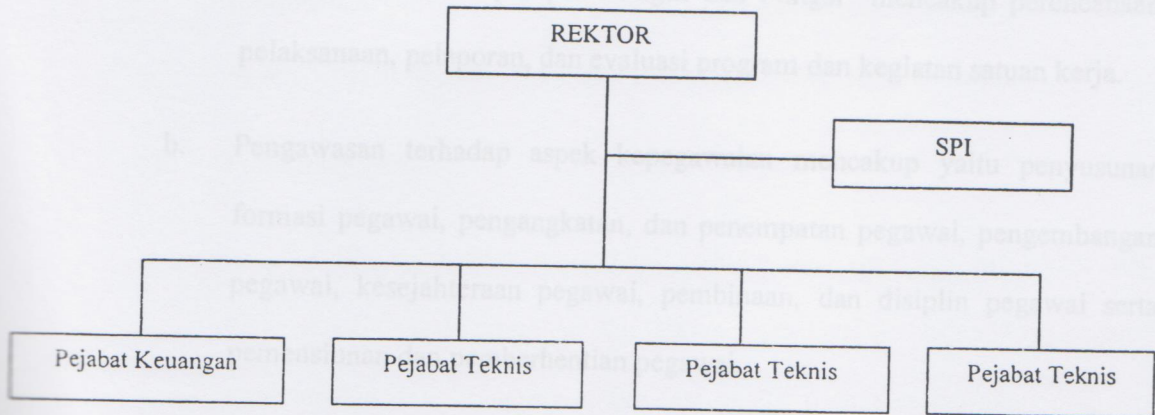 REKTOR
polaksanaan, pelaporan, dan evaluasi program dan kegiatan satuan kerja.
SPI
b. Pengawasan terhadap aspek kepegawaian mencakup yaitu penyusunan
formasi pegawai, pengangkatan, dan penempatan pegawai, pengembangan
pegawai, kesejahteraan pegawai, pembinaan, dan disiplin pegawai serta
Pejabat Keuangan Pejabat Teknis Pejabat Teknis Pejabat Teknis